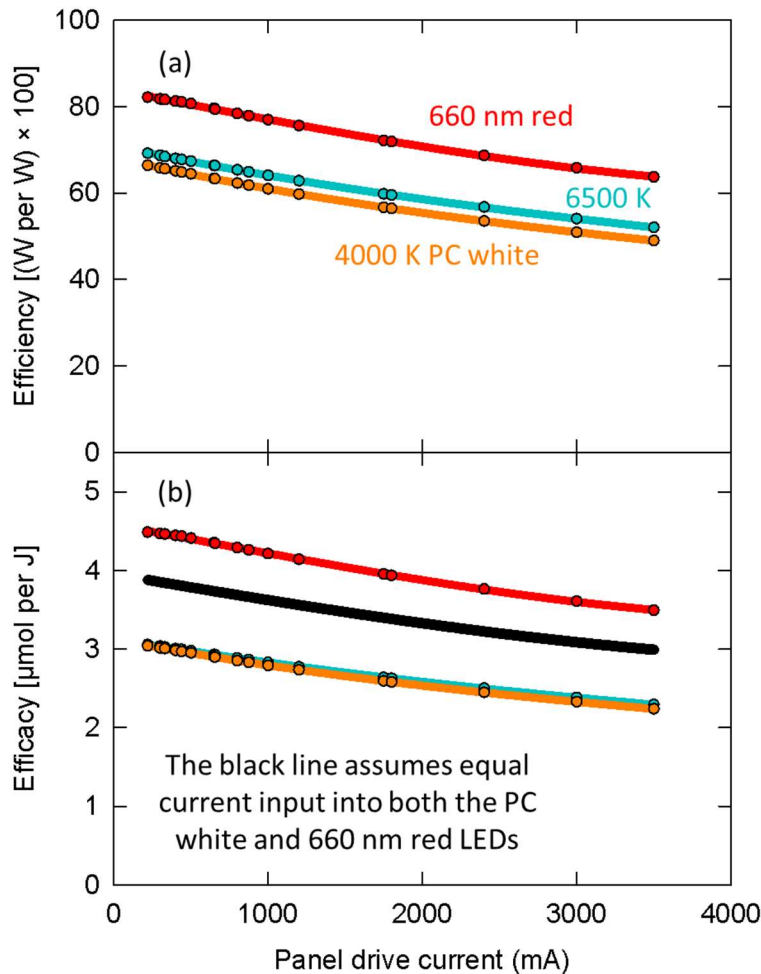 100
80
60
40
20
0
Efficiency [(W per W) × 100]
(a)
660 nm red
6500 K
4000 K PC white
5
4
3
2
1
0
Efficacy [µmol per J]
(b)
The black line assumes equal
current input into both the PC
white and 660 nm red LEDs
0 1000 2000 3000 4000
Panel drive current (mA)